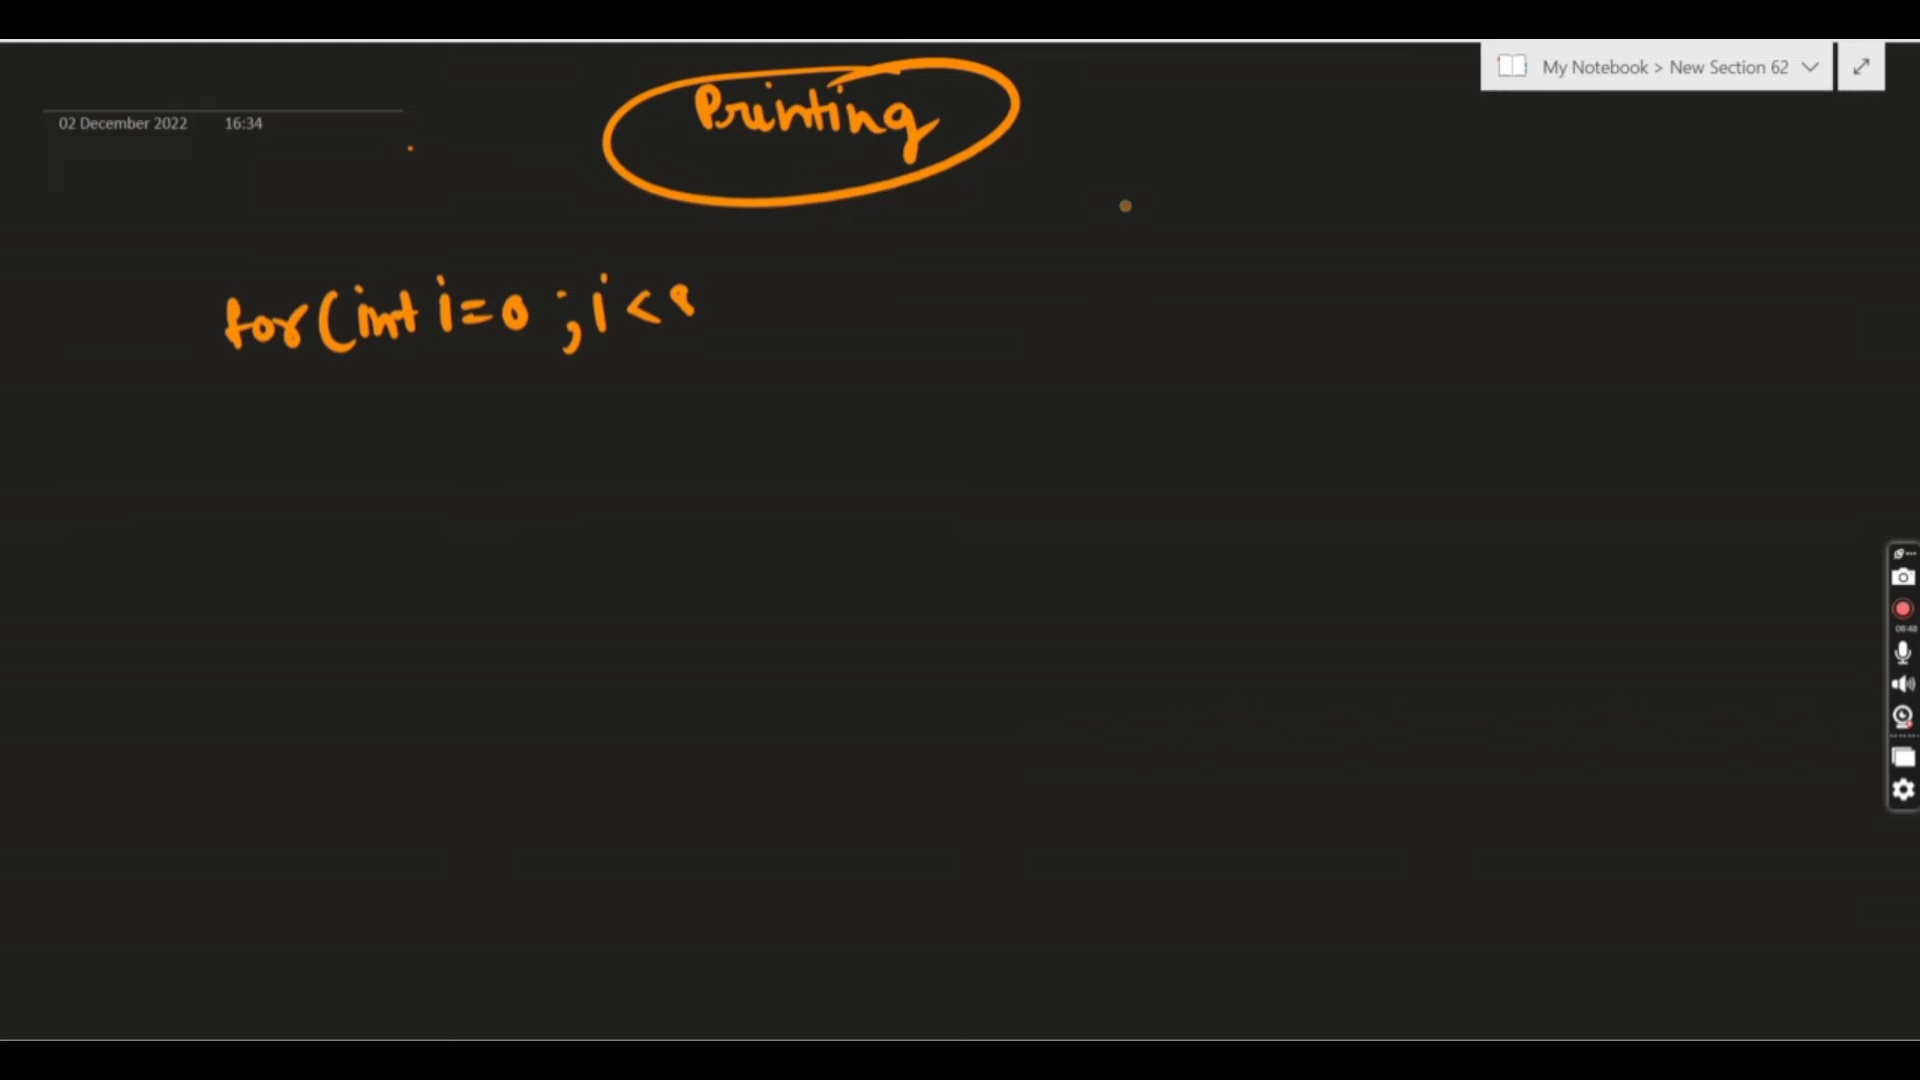 My Notebook > New Section 62
Printing
02 December 2022 16:34
for(int i=0 ; i <